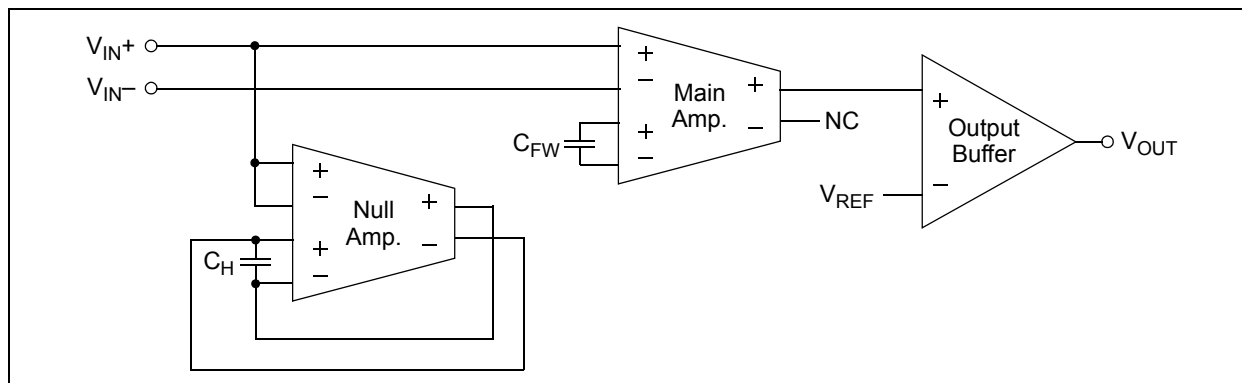 V_IN+
V_IN–
+
–
+
–
Main
Amp.
+
–
NC
C_FW
+
–
Output
Buffer
V_OUT
V_REF
+
–
+
–
Null
Amp.
+
–
C_H